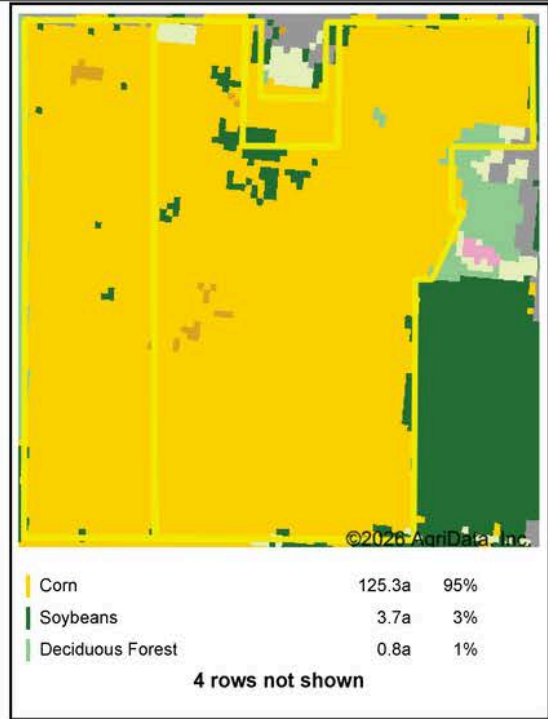 ©2026 AgriData, Inc.
Corn 125.3a 95%
Soybeans 3.7a 3%
Deciduous Forest 0.8a 1%
4 rows not shown